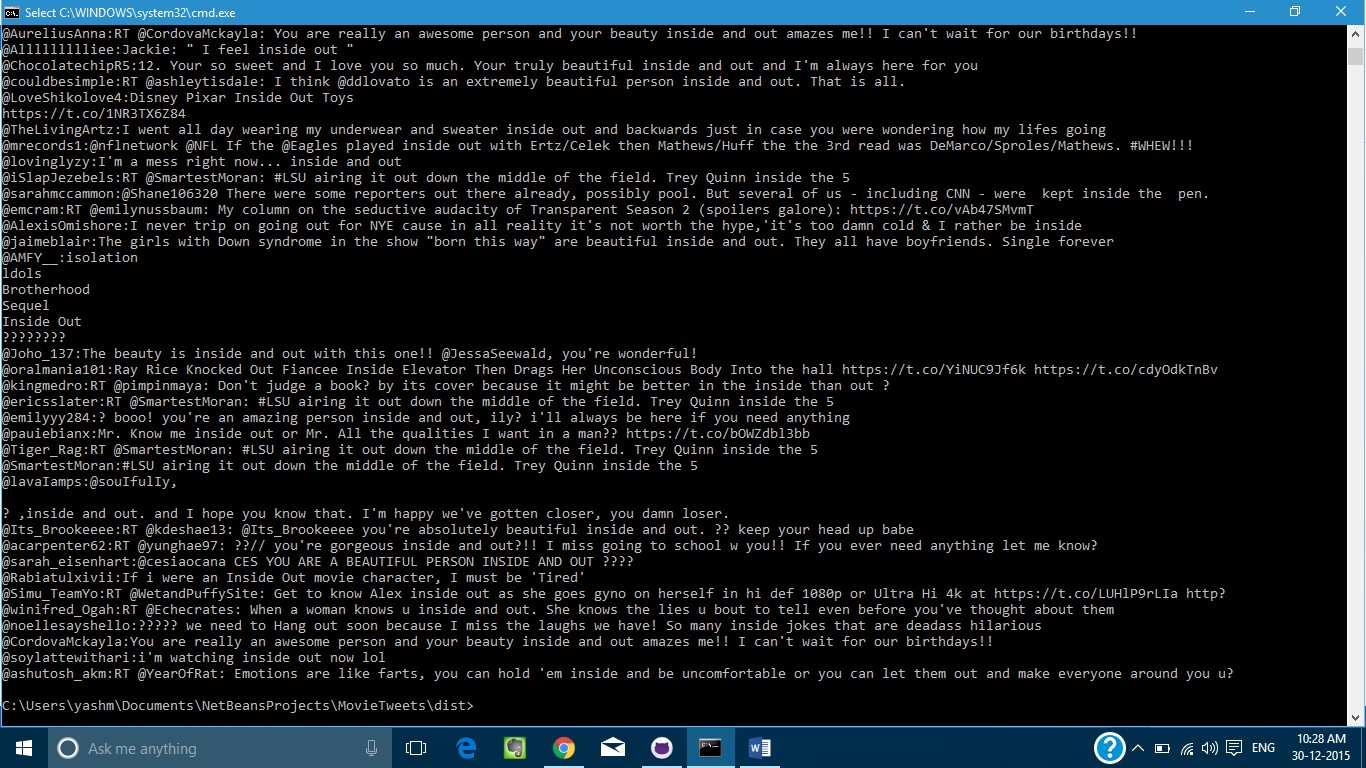 Select C:\WINDOWS\system32\cmd.exe
@AureliusAnna:RT @CordovaMckayla: You are really an awesome person and your beauty inside and out amazes me!! I can't wait for our birthdays!!
@Alllllllllliee:Jackie: " I feel inside out "
@ChocolatechipR5:12. Your so sweet and I love you so much. Your truly beautiful inside and out and I'm always here for you
@couldbesimple:RT @ashleytisdale: I think @ddlovato is an extremely beautiful person inside and out. That is all.
@LoveShikolove4:Disney Pixar Inside Out Toys
https://t.co/1NR3TX6Z84
@TheLivingArtz:I went all day wearing my underwear and sweater inside out and backwards just in case you were wondering how my lifes going
@mrecords1:@nflnetwork @NFL If the @Eagles played inside out with Ertz/Celek then Mathews/Huff the the 3rd read was DeMarco/Sproles/Mathews. #WHEW!!!
@lovinglyzy:I'm a mess right now... inside and out
@iSlapJezebels:RT @SmartestMoran: #LSU airing it out down the middle of the field. Trey Quinn inside the 5
@sarahmccammon:@Shane106320 There were some reporters out there already, possibly pool. But several of us - including CNN - were  kept inside the  pen.
@emcram:RT @emilynussbaum: My column on the seductive audacity of Transparent Season 2 (spoilers galore): https://t.co/vAb47SMvmT
@AlexisOmishore:I never trip on going out for NYE cause in all reality it's not worth the hype,'it's too damn cold & I rather be inside
@jaimeblair:The girls with Down syndrome in the show "born this way" are beautiful inside and out. They all have boyfriends. Single forever
@AMFY__:isolation
ldols
Brotherhood
Sequel
Inside Out
????????
@Joho_137:The beauty is inside and out with this one!! @JessaSeewald, you're wonderful!
@oralmania101:Ray Rice Knocked Out Fiancee Inside Elevator Then Drags Her Unconscious Body Into the hall https://t.co/YiNUC9Jf6k https://t.co/cdyOdkTnBv
@kingmedro:RT @pimpinmaya: Don't judge a book? by its cover because it might be better in the inside than out ?
@ericsslater:RT @SmartestMoran: #LSU airing it out down the middle of the field. Trey Quinn inside the 5
@emilyyy284:? booo! you're an amazing person inside and out, ily? i'll always be here if you need anything
@pauiebianx:Mr. Know me inside out or Mr. All the qualities I want in a man?? https://t.co/bOWZdbl3bb
@Tiger_Rag:RT @SmartestMoran: #LSU airing it out down the middle of the field. Trey Quinn inside the 5
@SmartestMoran:#LSU airing it out down the middle of the field. Trey Quinn inside the 5
@lavaIamps:@souIfulIy,
? ,inside and out. and I hope you know that. I'm happy we've gotten closer, you damn loser.
@Its_Brookeeee:RT @kdeshae13: @Its_Brookeeee you're absolutely beautiful inside and out. ?? keep your head up babe
@acarpenter62:RT @yunghae97: ??// you're gorgeous inside and out?!! I miss going to school w you!! If you ever need anything let me know?
@sarah_eisenhart:@cesiaocana CES YOU ARE A BEAUTIFUL PERSON INSIDE AND OUT ????
@Rabiatulxivii:If i were an Inside Out movie character, I must be 'Tired'
@Simu_TeamYo:RT @WetandPuffySite: Get to know Alex inside out as she goes gyno on herself in hi def 1080p or Ultra Hi 4k at https://t.co/LUHlP9rLIa http?
@winifred_Ogah:RT @Echecrates: When a woman knows u inside and out. She knows the lies u bout to tell even before you've thought about them
@noellesayshello:????? we need to Hang out soon because I miss the laughs we have! So many inside jokes that are deadass hilarious
@CordovaMckayla:You are really an awesome person and your beauty inside and out amazes me!! I can't wait for our birthdays!!
@soylattewithari:i'm watching inside out now lol
@ashutosh_akm:RT @YearOfRat: Emotions are like farts, you can hold 'em inside and be uncomfortable or you can let them out and make everyone around you u?
C:\Users\yashm\Documents\NetBeansProjects\MovieTweets\dist>
Ask me anything
ENG
10:28 AM
30-12-2015